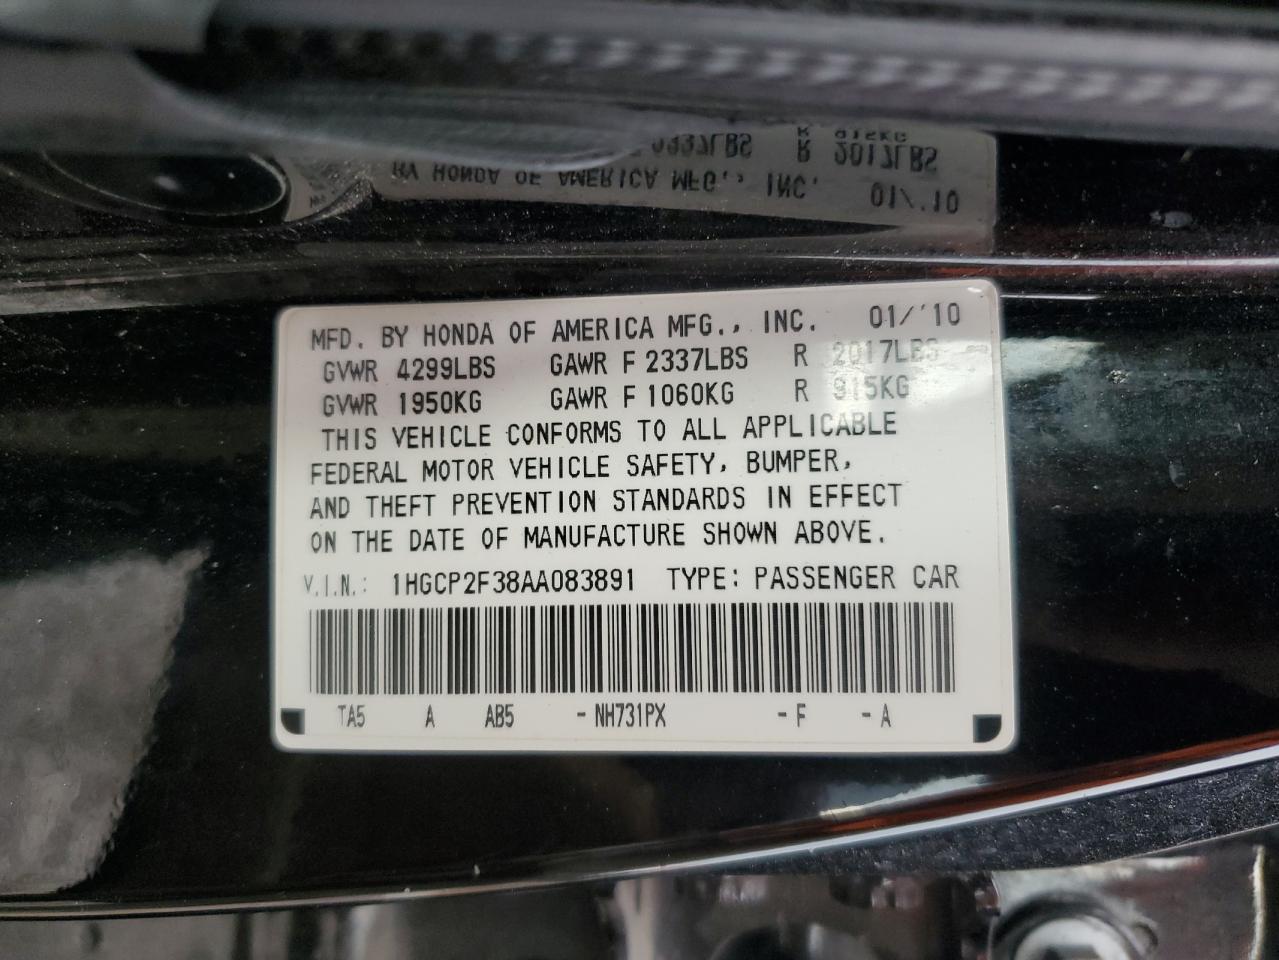 MFD. BY HONDA OF AMERICA MFG., INC. 01/'10
GVWR 4299LBS GAWR F 2337LBS R 2017LBS
GVWR 1950KG GAWR F 1060KG R 915KG
THIS VEHICLE CONFORMS TO ALL APPLICABLE
FEDERAL MOTOR VEHICLE SAFETY, BUMPER,
AND THEFT PREVENTION STANDARDS IN EFFECT
ON THE DATE OF MANUFACTURE SHOWN ABOVE.
V.I.N.: 1HGCP2F38AA083891 TYPE: PASSENGER CAR
TA5 A AB5 -NH731PX -F -A